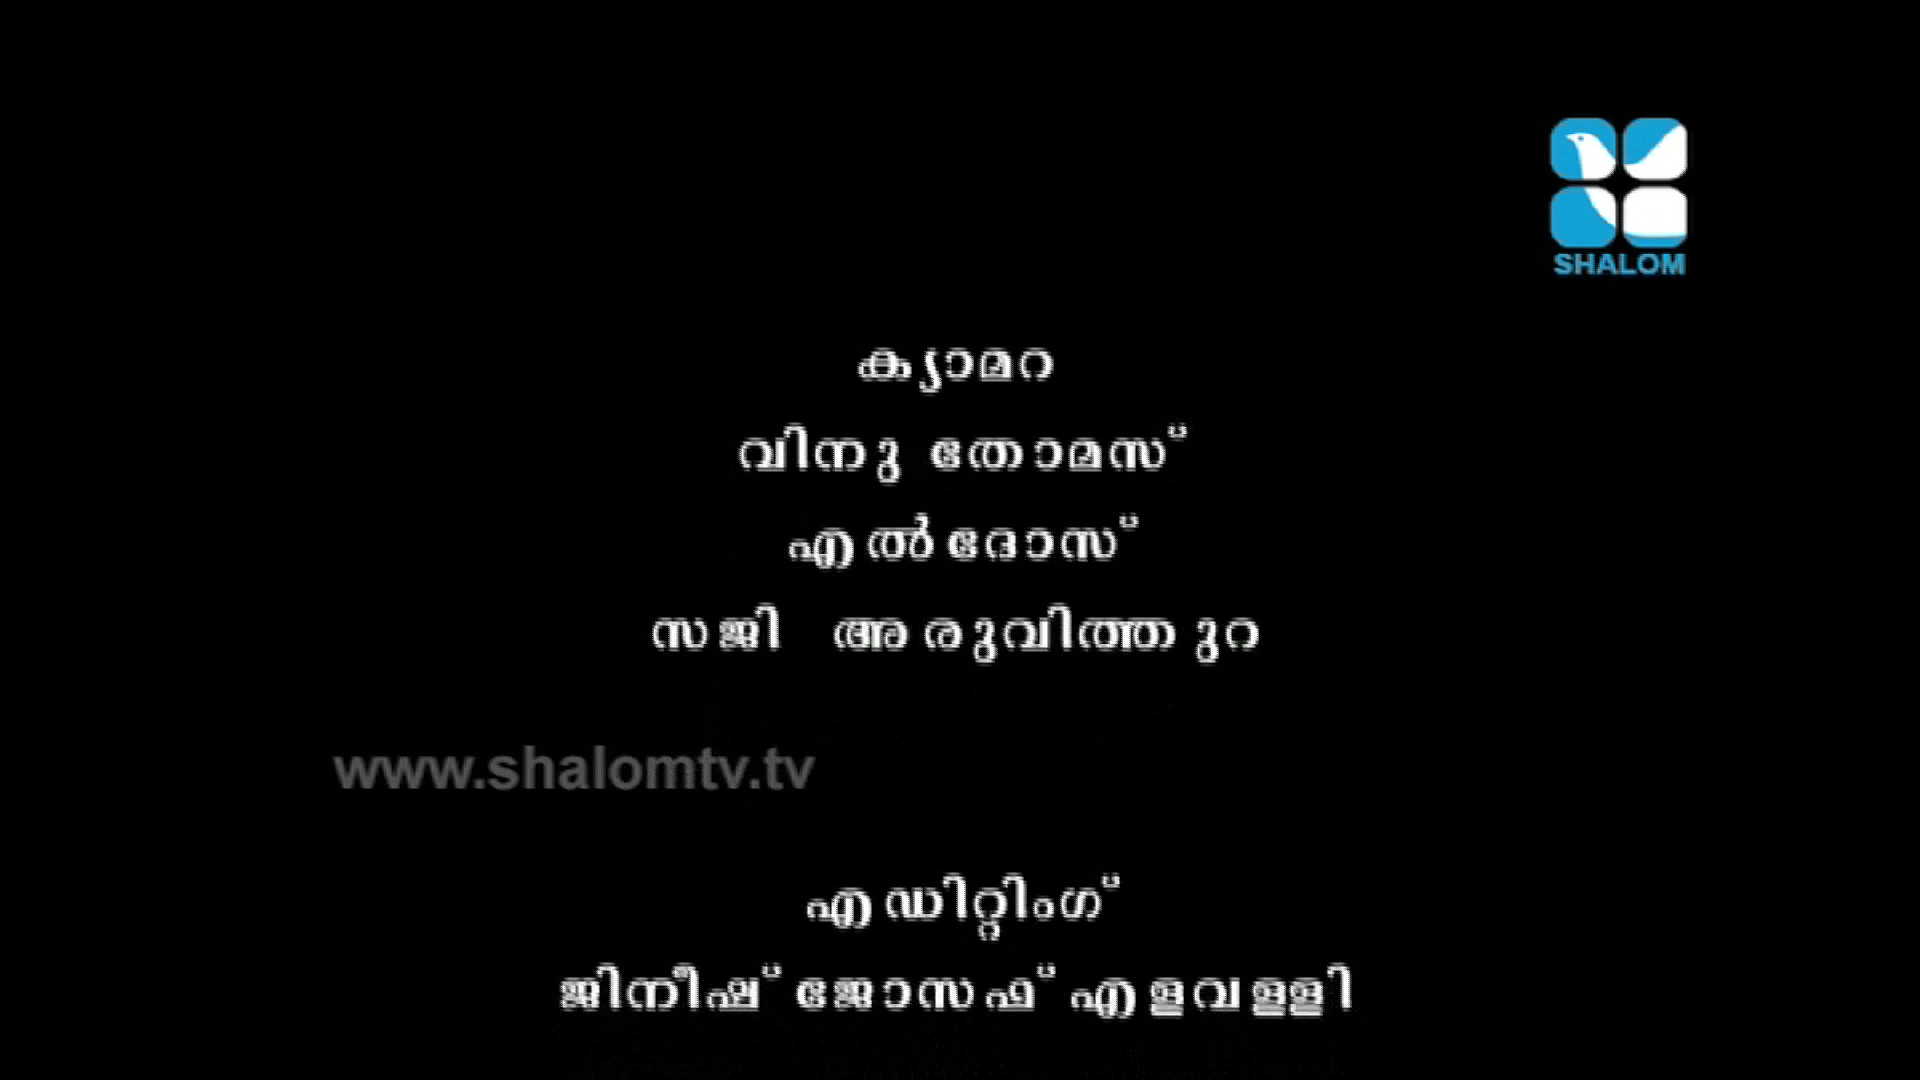 SHALOM
ക്യാമറ
വിനു തോമസ്
എൽദോസ്
സജി അരുവിത്തുറ
www.shalomtv.tv
എഡിറ്റിംഗ്
ജിനീഷ് ജോസഫ് എളവള്ളി